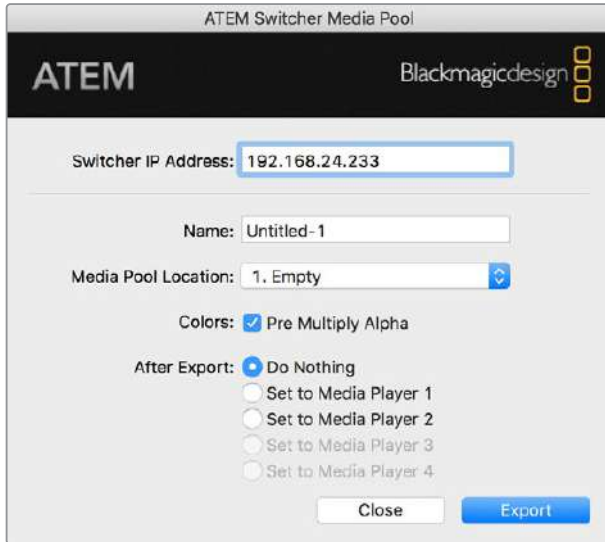 ATEM Switcher Media Pool
ATEM
Blackmagicdesign
Switcher IP Address: 192.168.24.233
Name: Untitled-1
Media Pool Location: 1. Empty
Colors: Pre Multiply Alpha
After Export: Do Nothing
Set to Media Player 1
Set to Media Player 2
Set to Media Player 3
Set to Media Player 4
Close Export